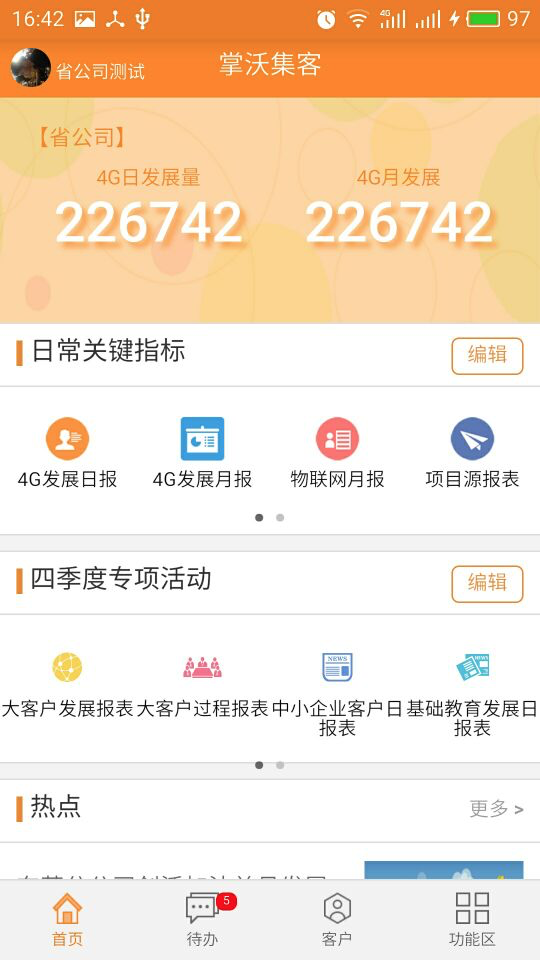 16:42
4G
97
省公司测试
掌沃集客
【省公司】
4G日发展量
4G月发展
226742
226742
日常关键指标
编辑
4G发展日报
4G发展月报
物联网月报
项目源报表
四季度专项活动
编辑
NEWS
NEWS
大客户发展报表
大客户过程报表
中小企业客户日
报表
基础教育发展日
报表
热点
更多 >
首页
5
待办
客户
功能区